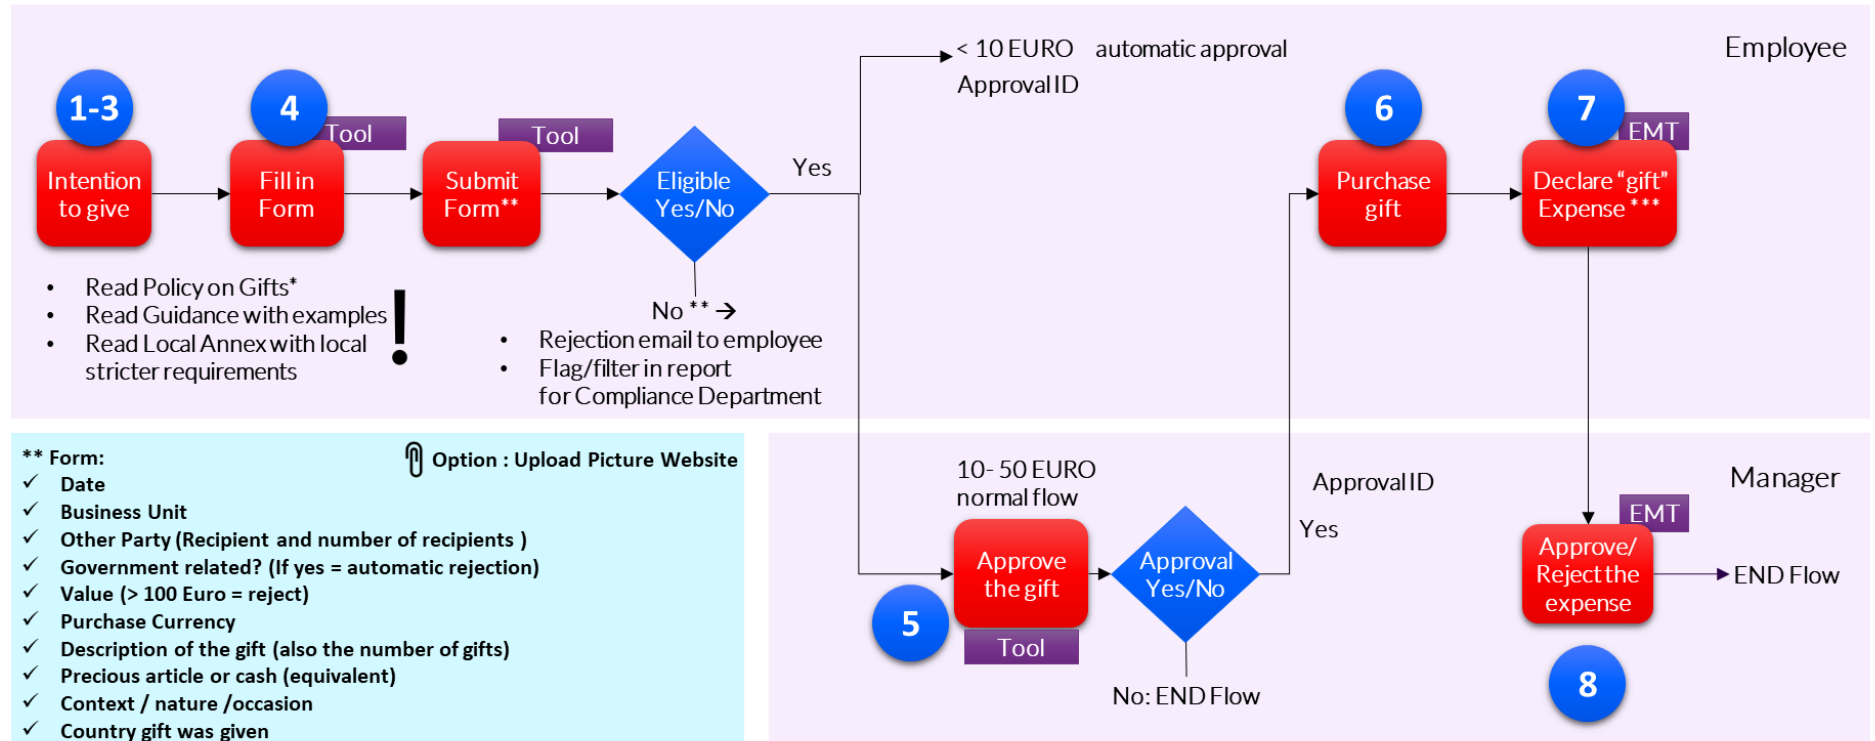 Employee
1-3
Intention
to give
4
Tool
Fill in
Form
Tool
Submit
Form**
Eligible
Yes/No
Yes
< 10 EURO automatic approval
Approval ID
6
Purchase
gift
7
EMT
Declare “gift”
Expense ***
• Read Policy on Gifts*
• Read Guidance with examples
• Read Local Annex with local
stricter requirements
!
No ** →
• Rejection email to employee
• Flag/filter in report
for Compliance Department
** Form:
Option : Upload Picture Website
✓ Date
✓ Business Unit
✓ Other Party (Recipient and number of recipients )
✓ Government related? (If yes = automatic rejection)
✓ Value (> 100 Euro = reject)
✓ Purchase Currency
✓ Description of the gift (also the number of gifts)
✓ Precious article or cash (equivalent)
✓ Context / nature /occasion
✓ Country gift was given
Manager
10- 50 EURO
normal flow
5
Approve
the gift
Tool
Approval
Yes/No
No: END Flow
Approval ID
Yes
EMT
Approve/
Reject the
expense
8
END Flow